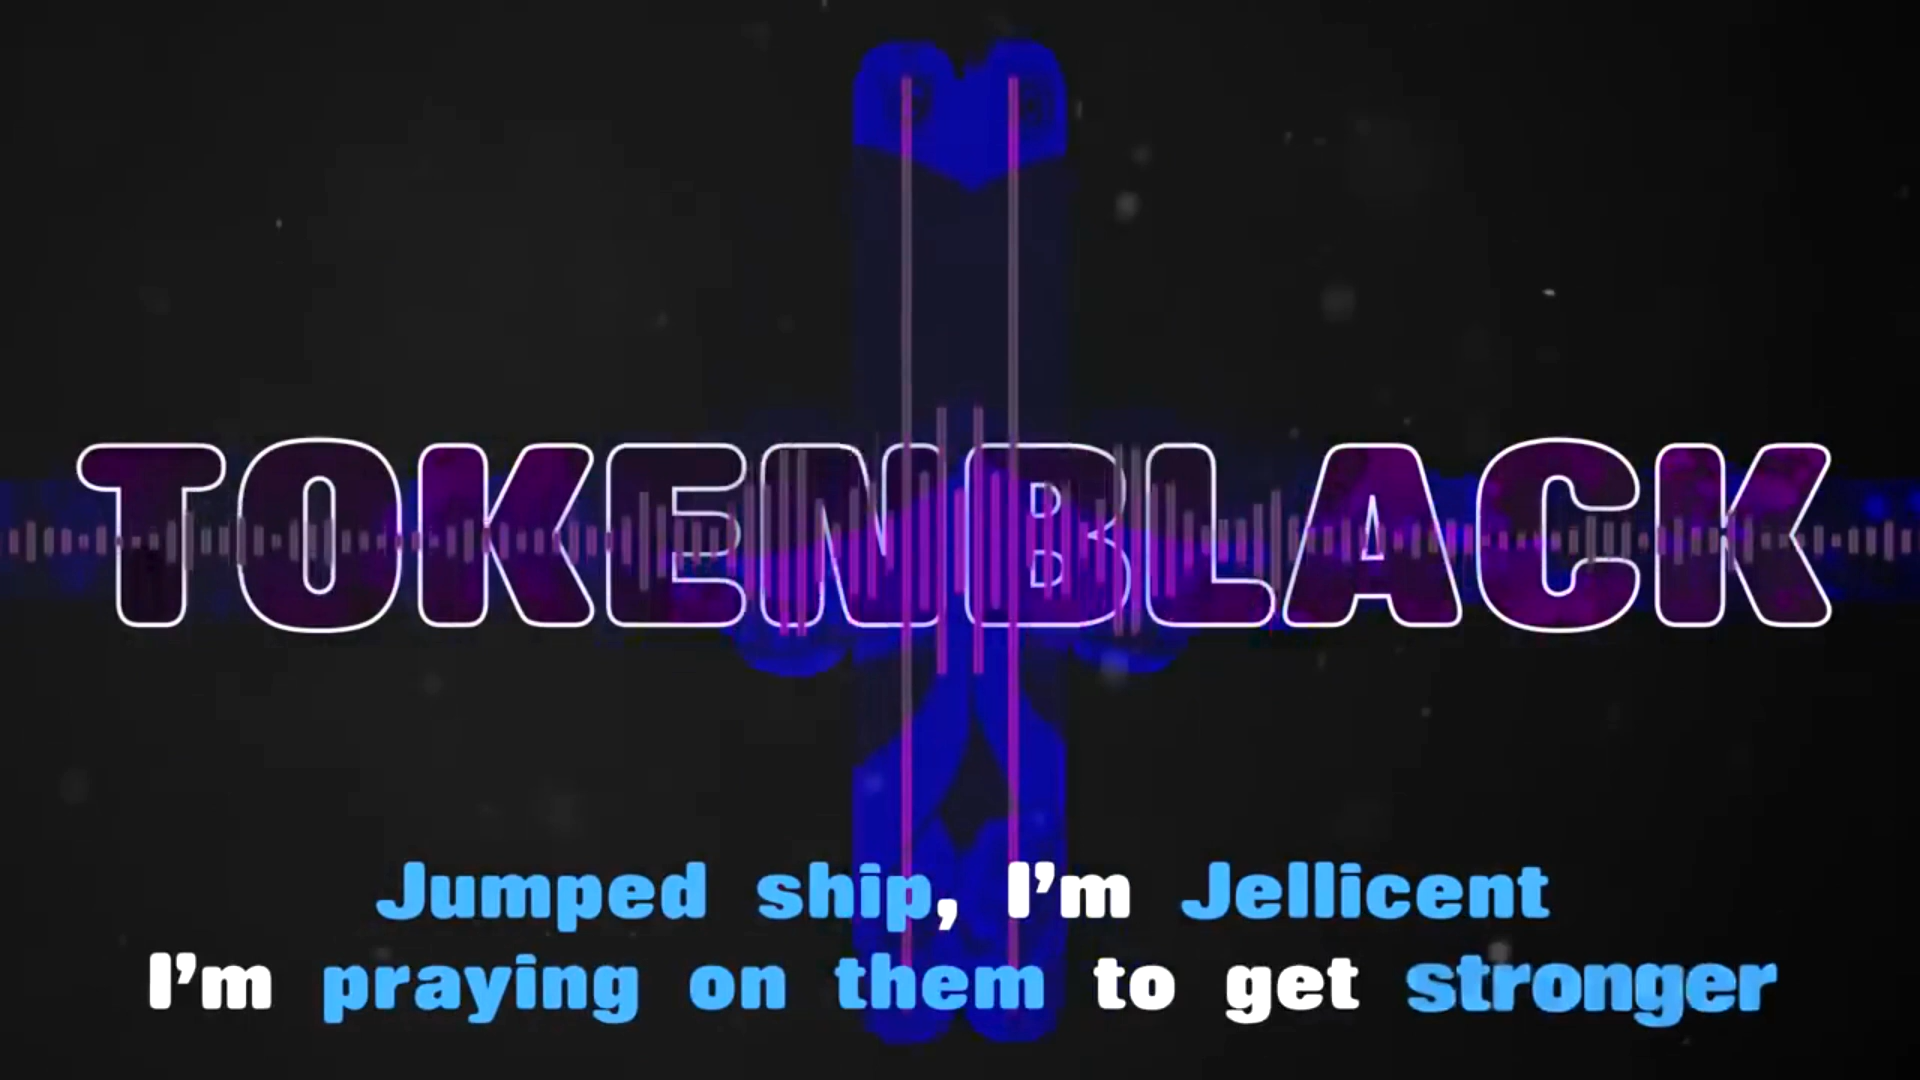 TOKENBLACK
Jumped ship, I'm Jellicent
I'm praying on them to get stronger